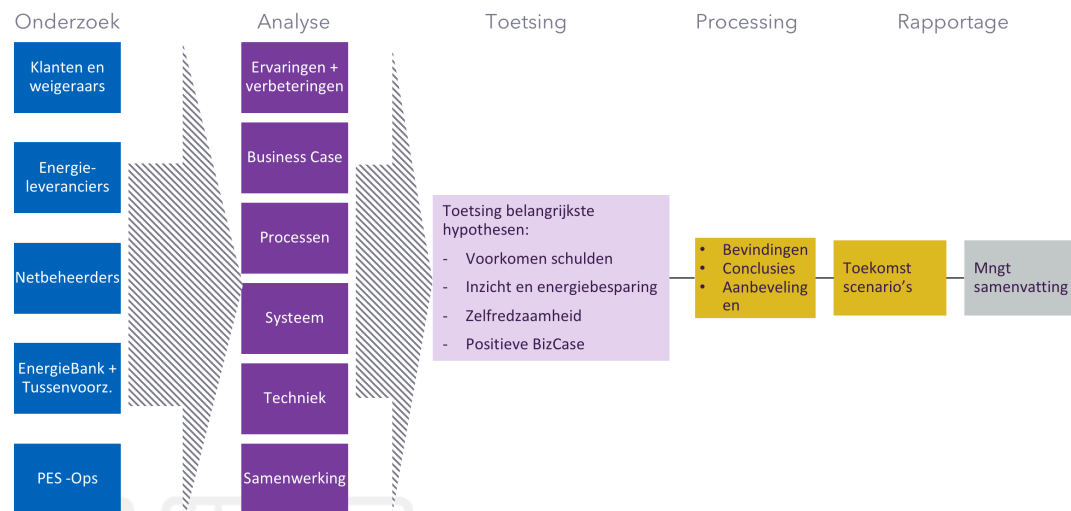 Onderzoek
Analyse
Toetsing
Processing
Rapportage
Klanten en
weigeraars
Energie-
leveranciers
Netbeheerders
EnergieBank +
Tussenvoorz.
PES -Ops
Ervaringen +
verbeteringen
Business Case
Processen
Systeem
Techniek
Samenwerking
Toetsing belangrijkste
hypothesen:
- Voorkomen schulden
- Inzicht en energiebesparing
- Zelfredzaamheid
- Positieve BizCase
• Bevindingen
• Conclusies
• Aanbeveling
en
Toekomst
scenario's
Mngt
samenvatting